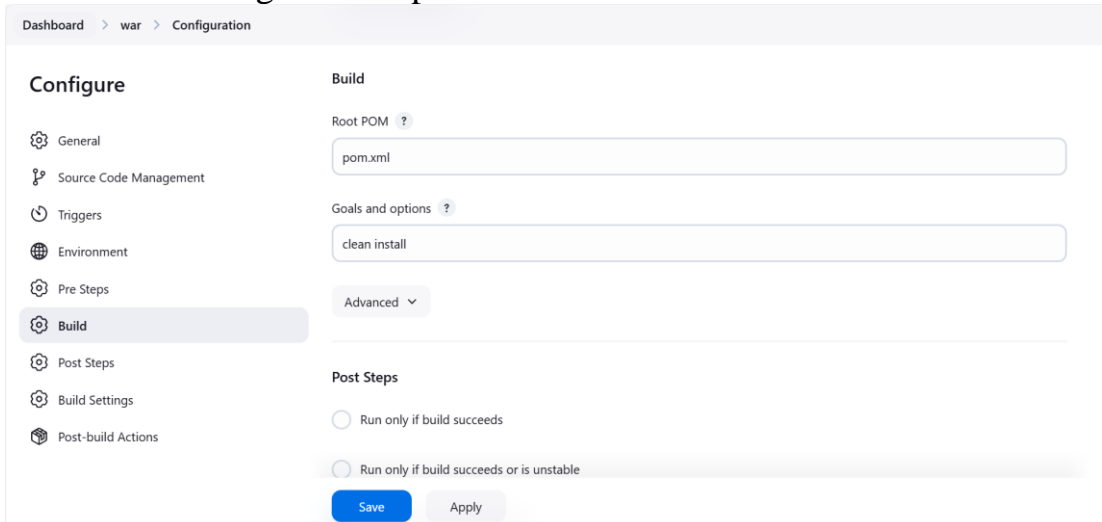 Dashboard > war > Configuration
Configure
General
Source Code Management
Triggers
Environment
Pre Steps
Build
Post Steps
Build Settings
Post-build Actions
Build
Root POM ?
pom.xml
Goals and options ?
clean install
Advanced
Post Steps
Run only if build succeeds
Run only if build succeeds or is unstable
Save Apply